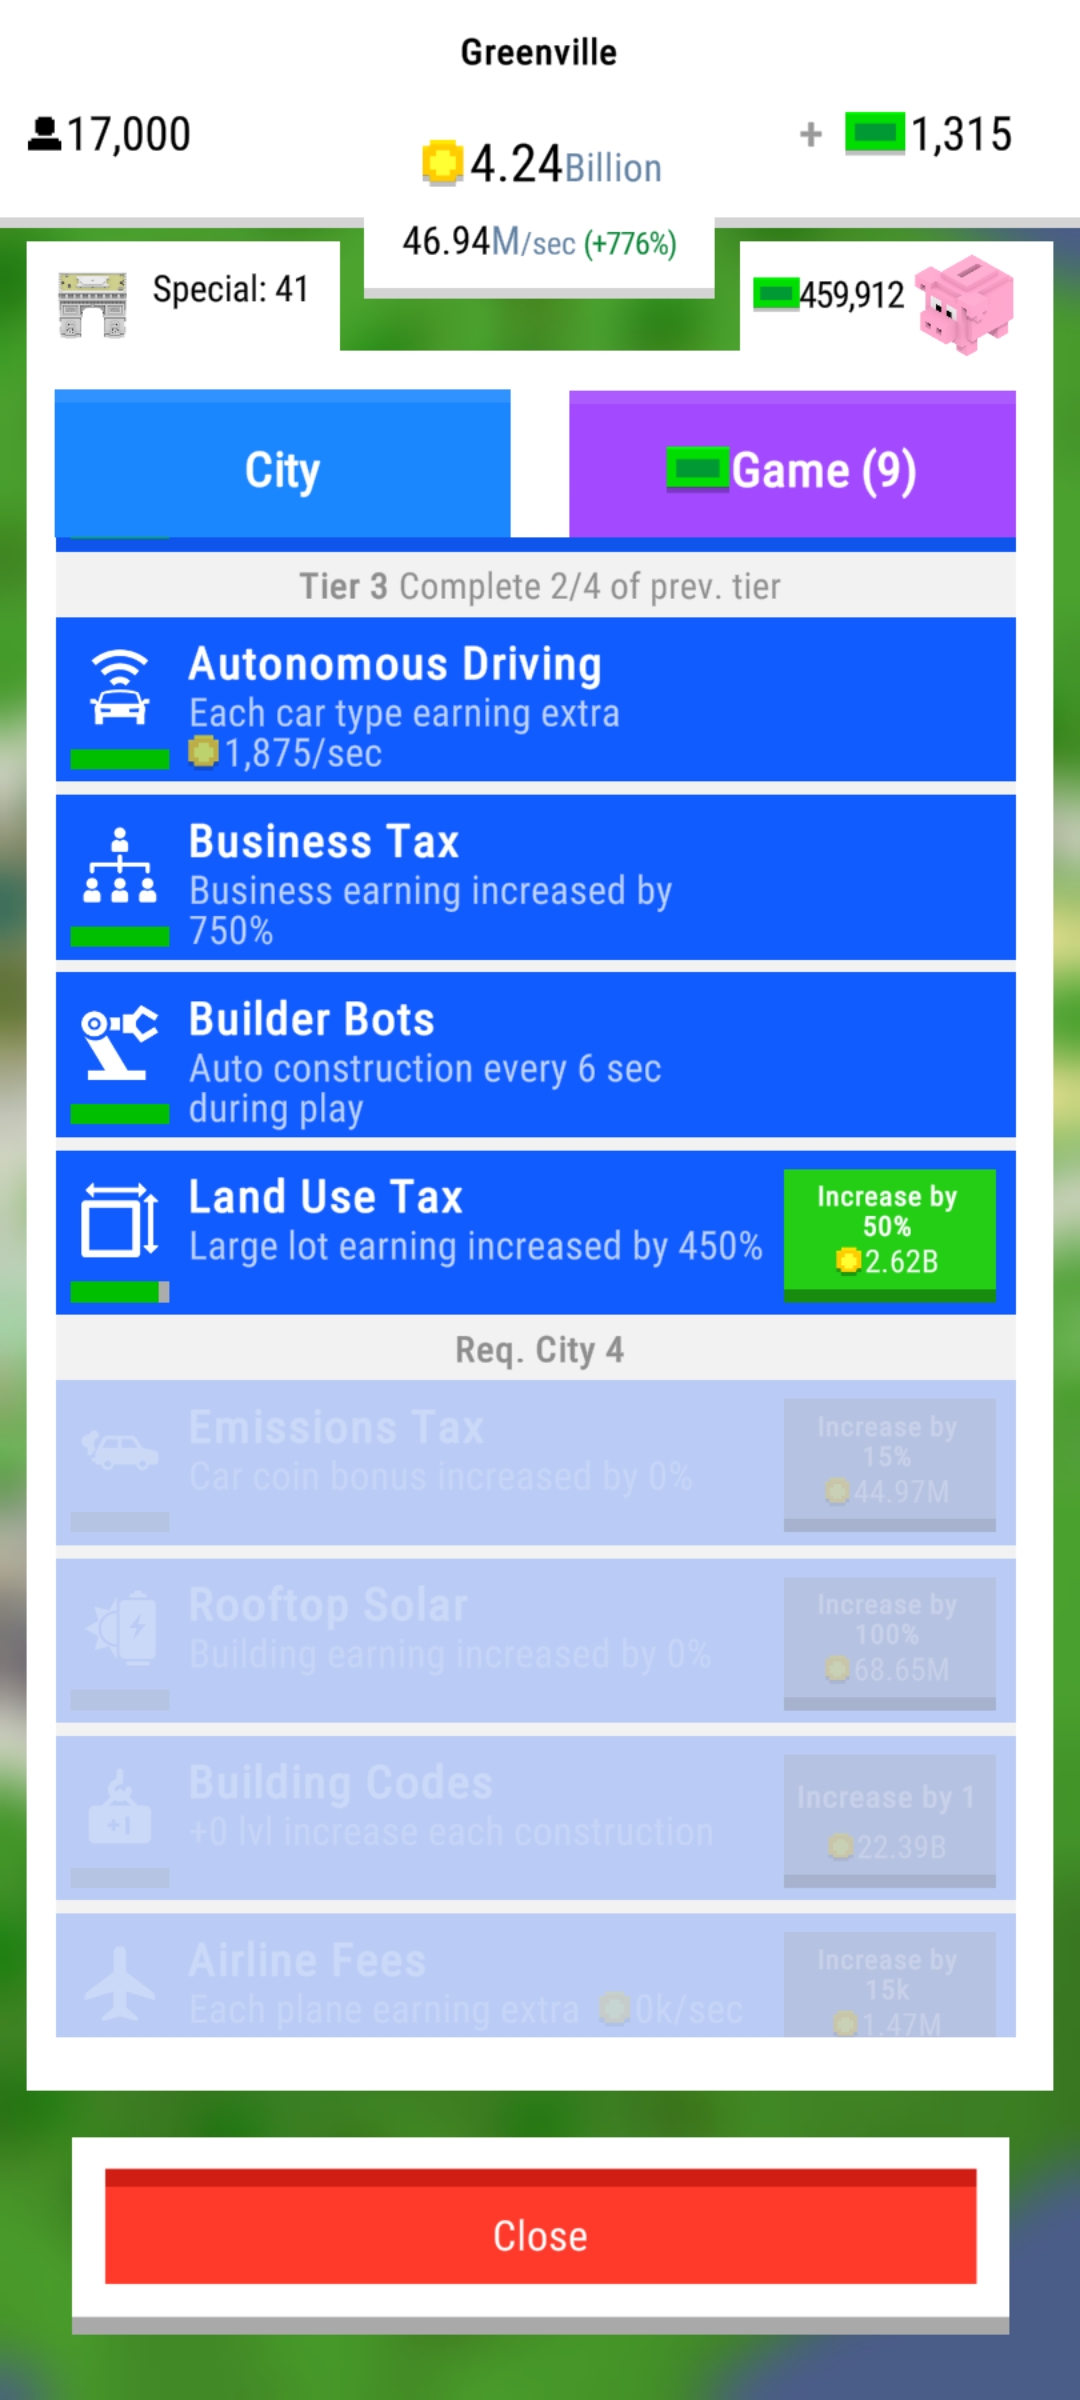 Greenville
17,000
4.24Billion
+ 1,315
46.94M/sec (+776%)
Special: 41
459,912
City
Game (9)
Tier 3 Complete 2/4 of prev. tier
Autonomous Driving
Each car type earning extra
1,875/sec
Business Tax
Business earning increased by
750%
Builder Bots
Auto construction every 6 sec
during play
Land Use Tax
Large lot earning increased by 450%
Increase by
50%
2.62B
Req. City 4
Emissions Tax
Car coin bonus increased by 0%
Increase by
15%
44.97M
Rooftop Solar
Building earning increased by 0%
Increase by
100%
68.65M
+1
Building Codes
+0 lvl increase each construction
Increase by 1
22.39B
Airline Fees
Each plane earning extra 0k/sec
Increase by
15k
1.47M
Close